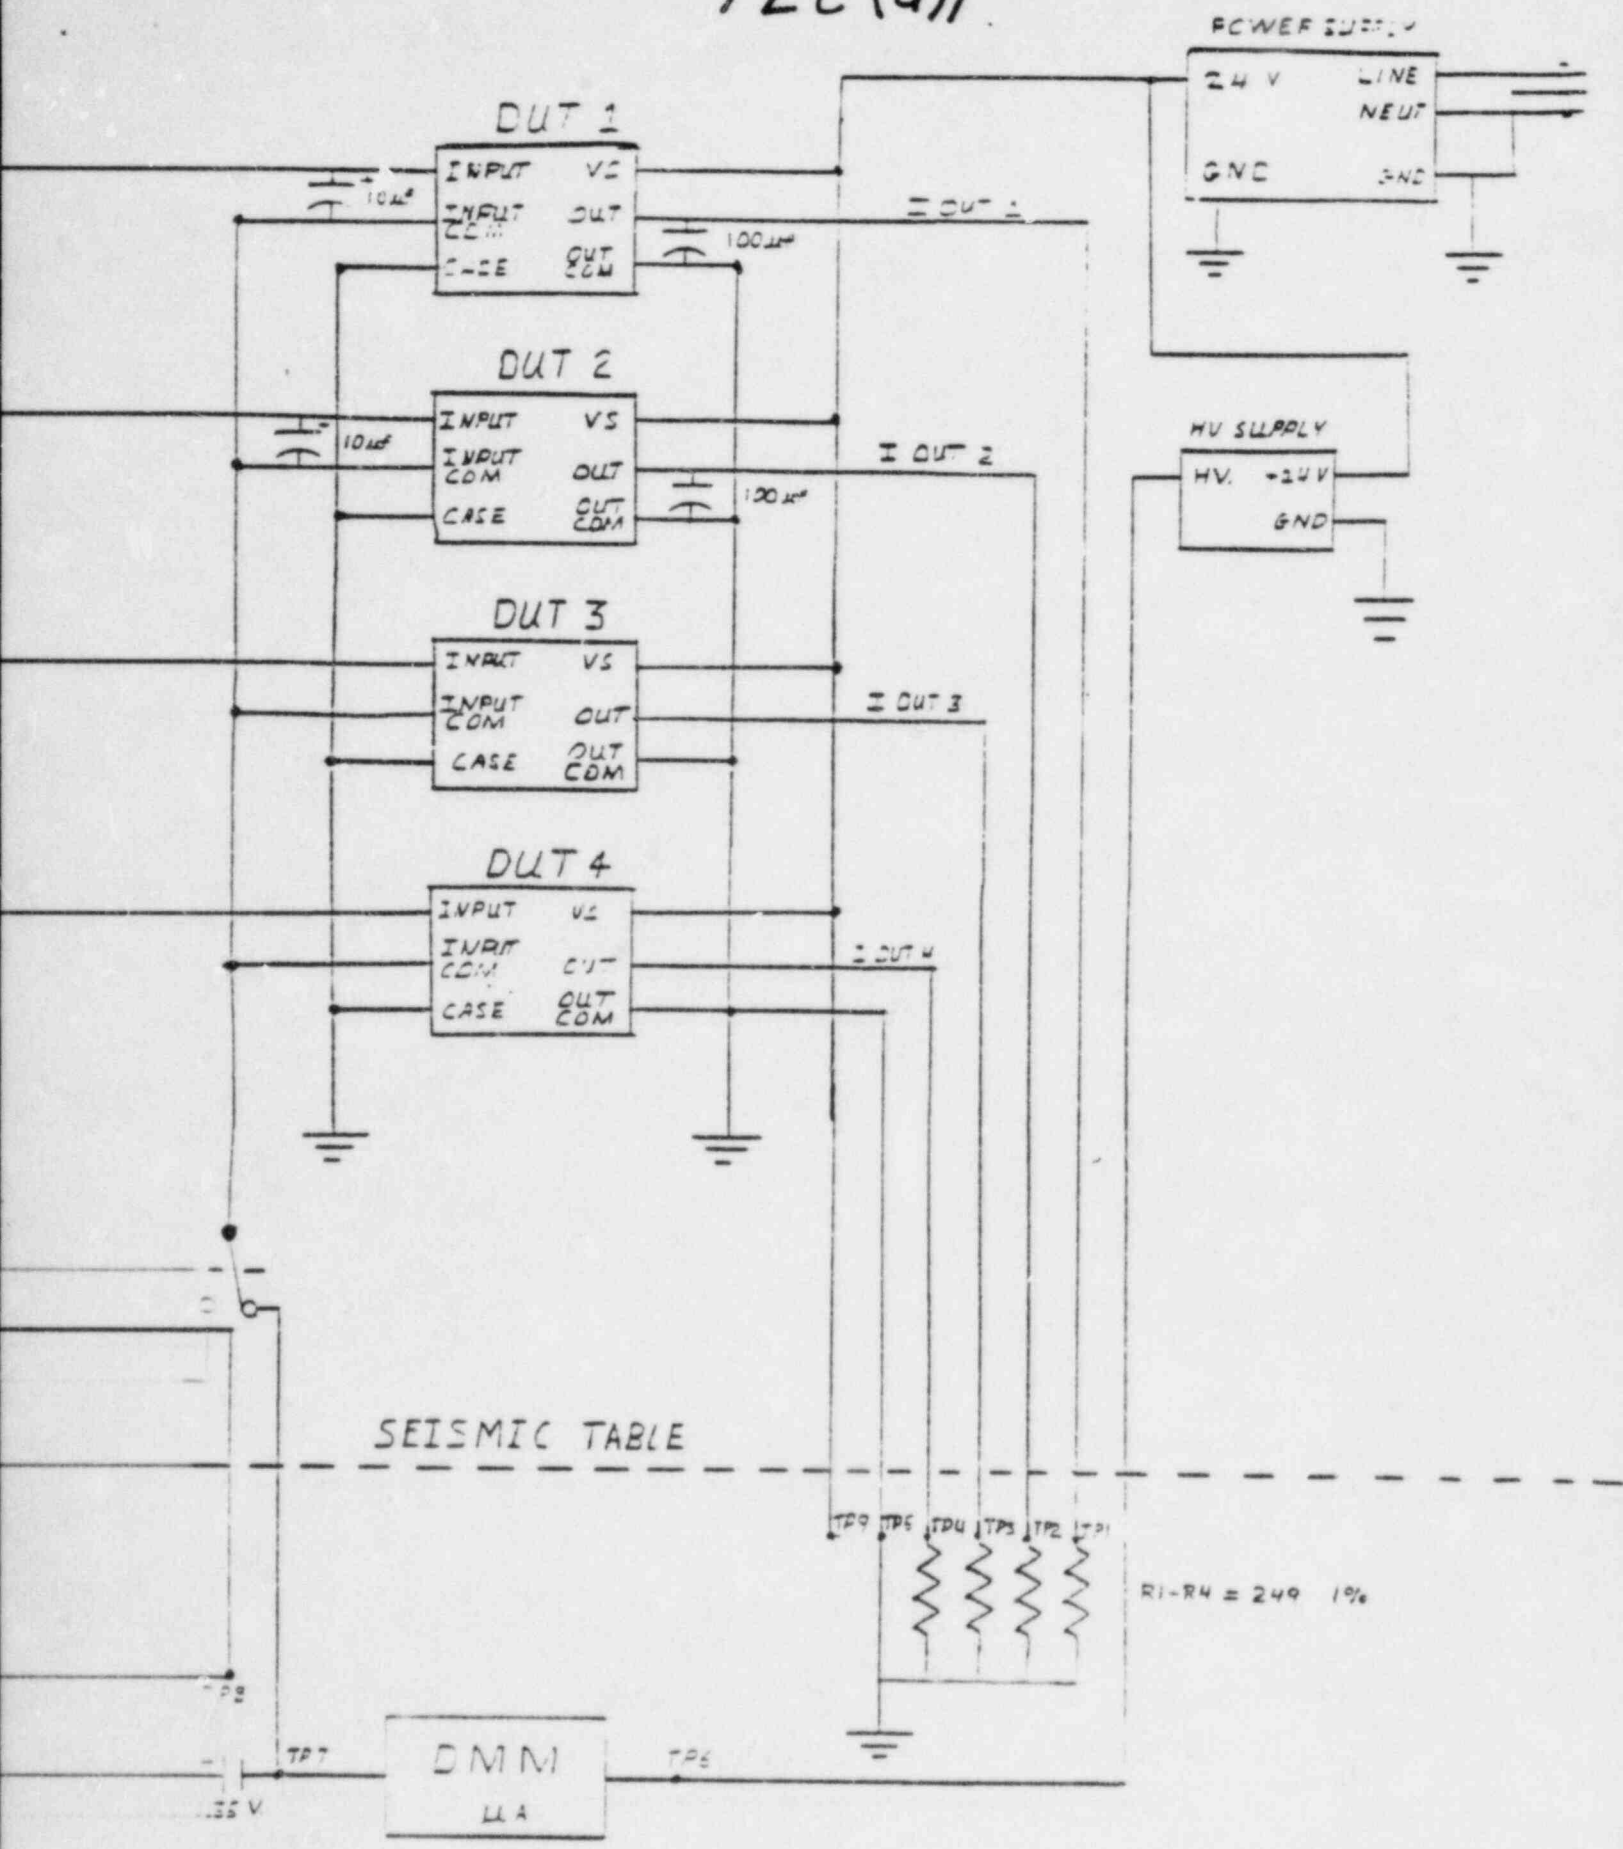 POWER SUPPLY
24 V LINE
NEUT
GND GND
DUT 1
INPUT VS
10µF
INPUT COM OUT
I OUT 1
100µF
CASE OUT COM
DUT 2
INPUT VS
10µF
INPUT COM OUT
I OUT 2
100µF
CASE OUT COM
HV SUPPLY
HV. +24V
GND
DUT 3
INPUT VS
INPUT COM OUT
I OUT 3
CASE OUT COM
DUT 4
INPUT VS
INPUT COM OUT
I OUT 4
CASE OUT COM
SEISMIC TABLE
TP9 TP5 TP4 TP3 TP2 TP1
R1-R4 = 249 1%
TP8
TP7
DMM
µA
TP6